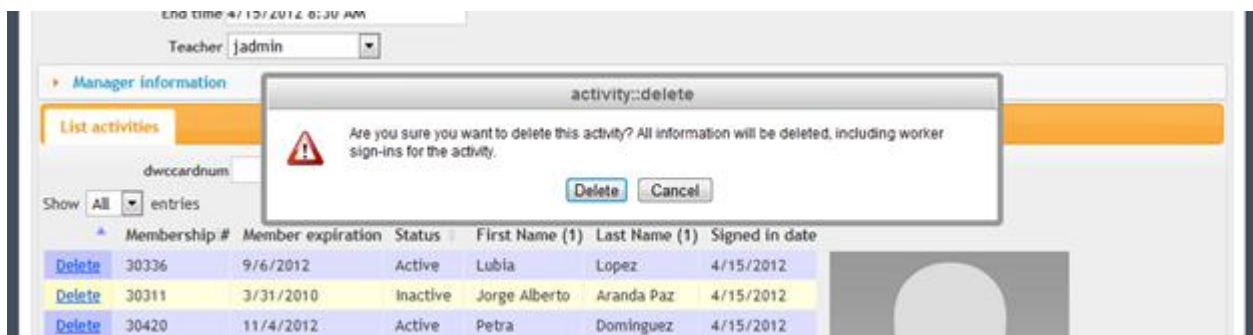 End time 4/15/2012 8:30 AM
Teacher jadmin
Manager information
activity::delete
List activities
Are you sure you want to delete this activity? All information will be deleted, including worker
sign-ins for the activity.
dwccardnum
Delete Cancel
Show All entries
Membership # Member expiration Status First Name (1) Last Name (1) Signed in date
Delete 30336 9/6/2012 Active Lubia Lopez 4/15/2012
Delete 30311 3/31/2010 Inactive Jorge Alberto Aranda Paz 4/15/2012
Delete 30420 11/4/2012 Active Petra Dominguez 4/15/2012